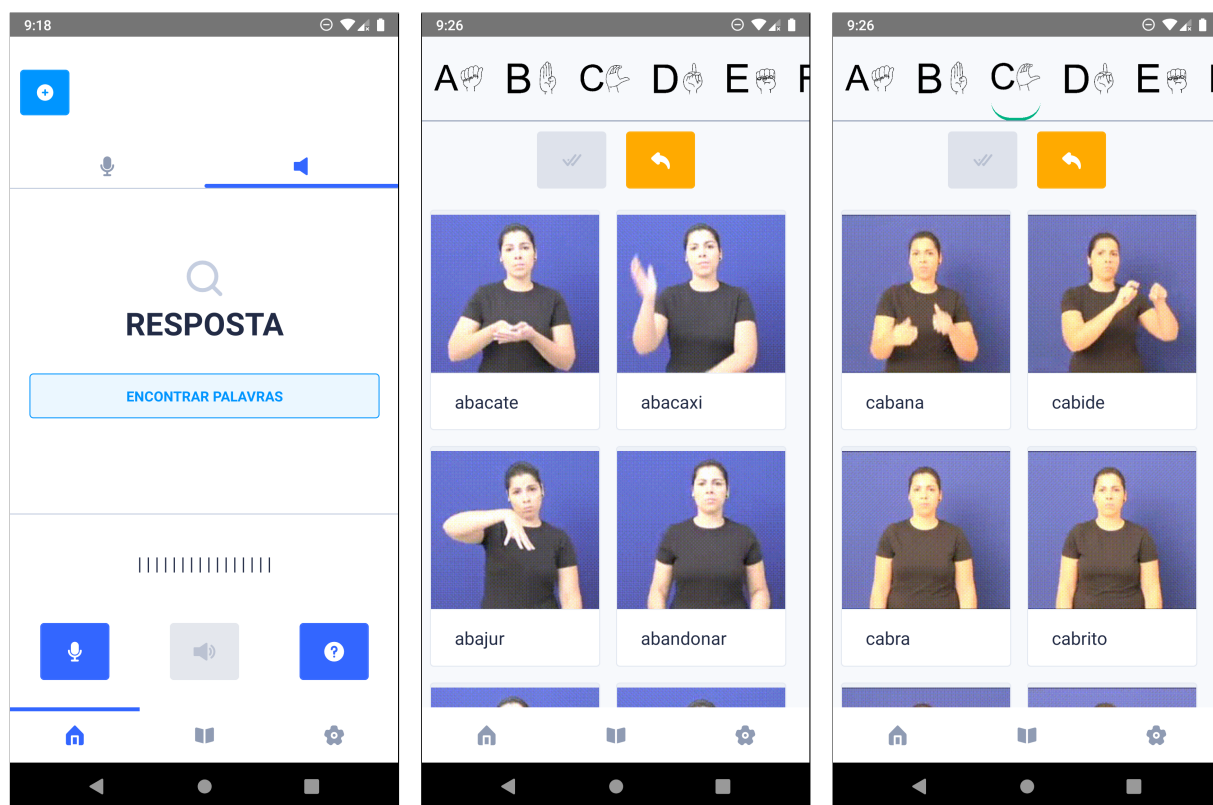 9:18
RESPOSTA
ENCONTRAR PALAVRAS
9:26
A B C D E F
abacate abacaxi
abajur abandonar
9:26
A B C D E
cabana cabide
cabra cabrito